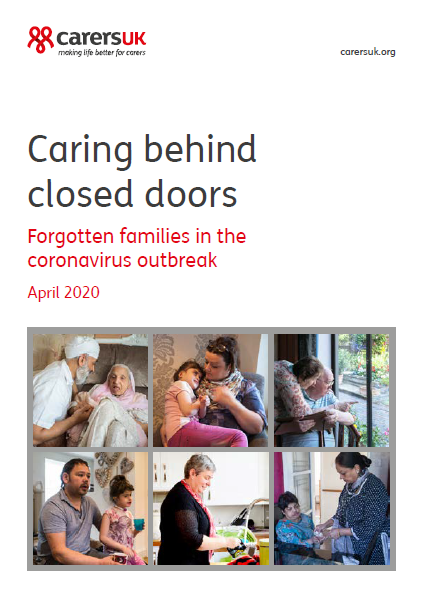 carersUK
making life better for carers
carersuk.org
Caring behind
closed doors
Forgotten families in the
coronavirus outbreak
April 2020